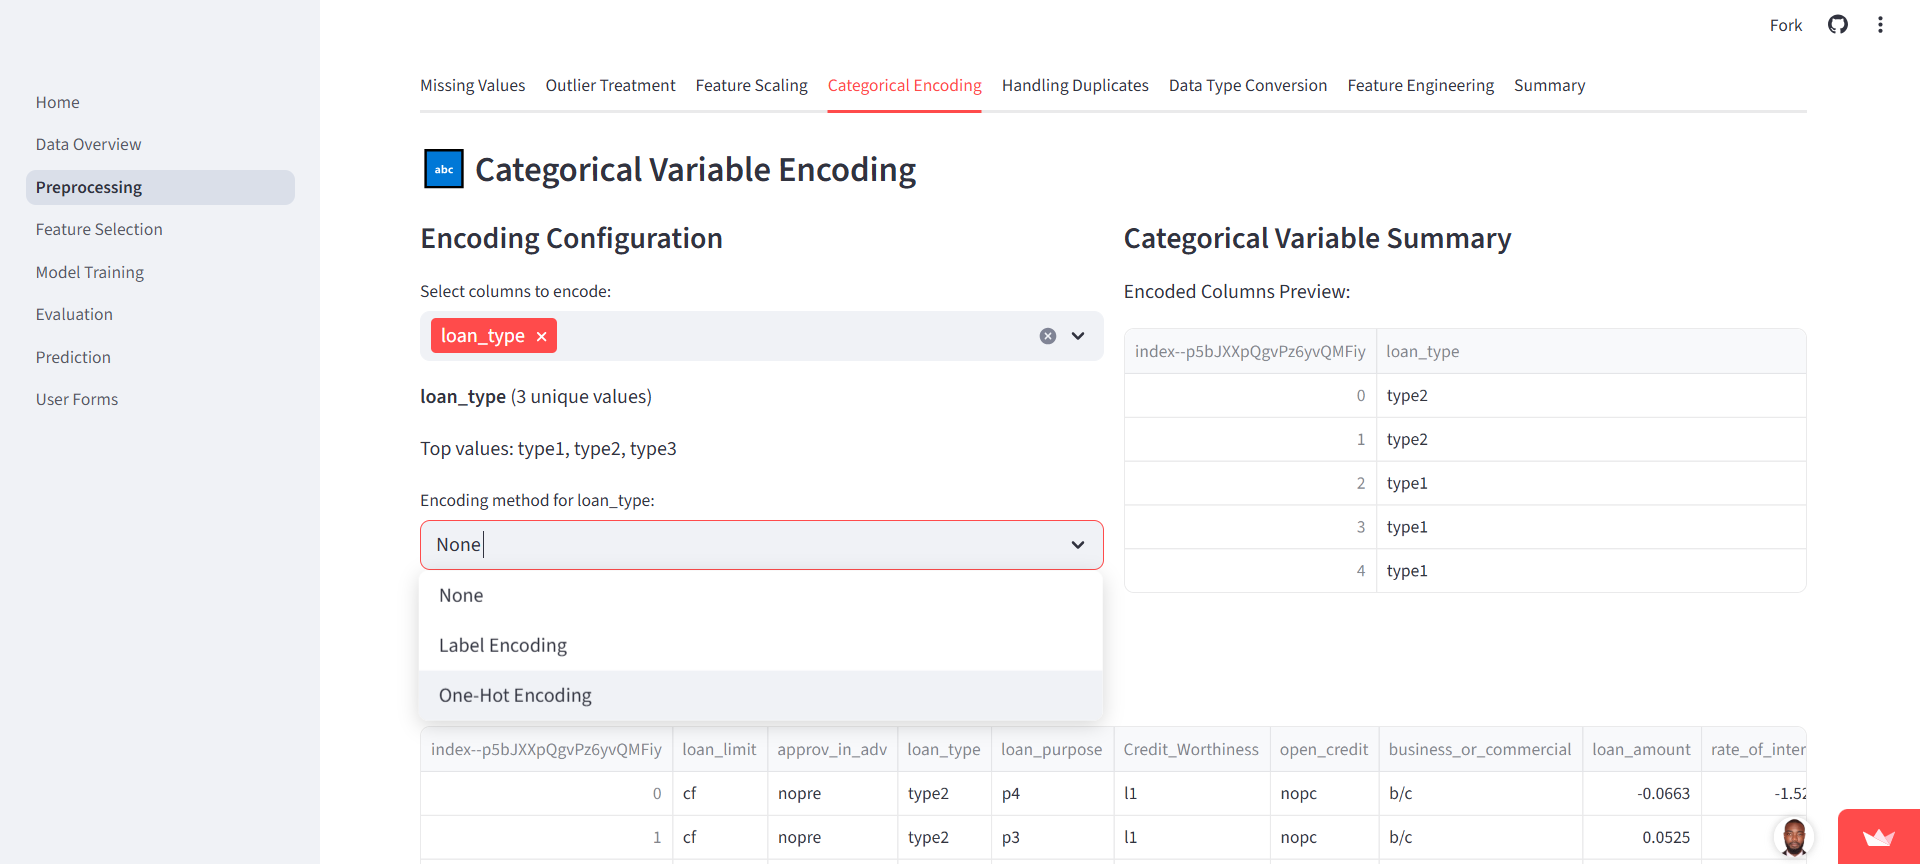 Fork
Home
Data Overview
Preprocessing
Feature Selection
Model Training
Evaluation
Prediction
User Forms
Missing Values Outlier Treatment Feature Scaling Categorical Encoding Handling Duplicates Data Type Conversion Feature Engineering Summary
abc Categorical Variable Encoding
Encoding Configuration
Select columns to encode:
loan_type
loan_type (3 unique values)
Top values: type1, type2, type3
Encoding method for loan_type:
None
None
Label Encoding
One-Hot Encoding
Categorical Variable Summary
Encoded Columns Preview:
index--p5bJXXpQgvPz6yvQMFiy loan_type
0 type2
1 type2
2 type1
3 type1
4 type1
index--p5bJXXpQgvPz6yvQMFiy loan_limit approv_in_adv loan_type loan_purpose Credit_Worthiness open_credit business_or_commercial loan_amount rate_of_inter
0 cf nopre type2 p4 l1 nopc b/c -0.0663 -1.52
1 cf nopre type2 p3 l1 nopc b/c 0.0525